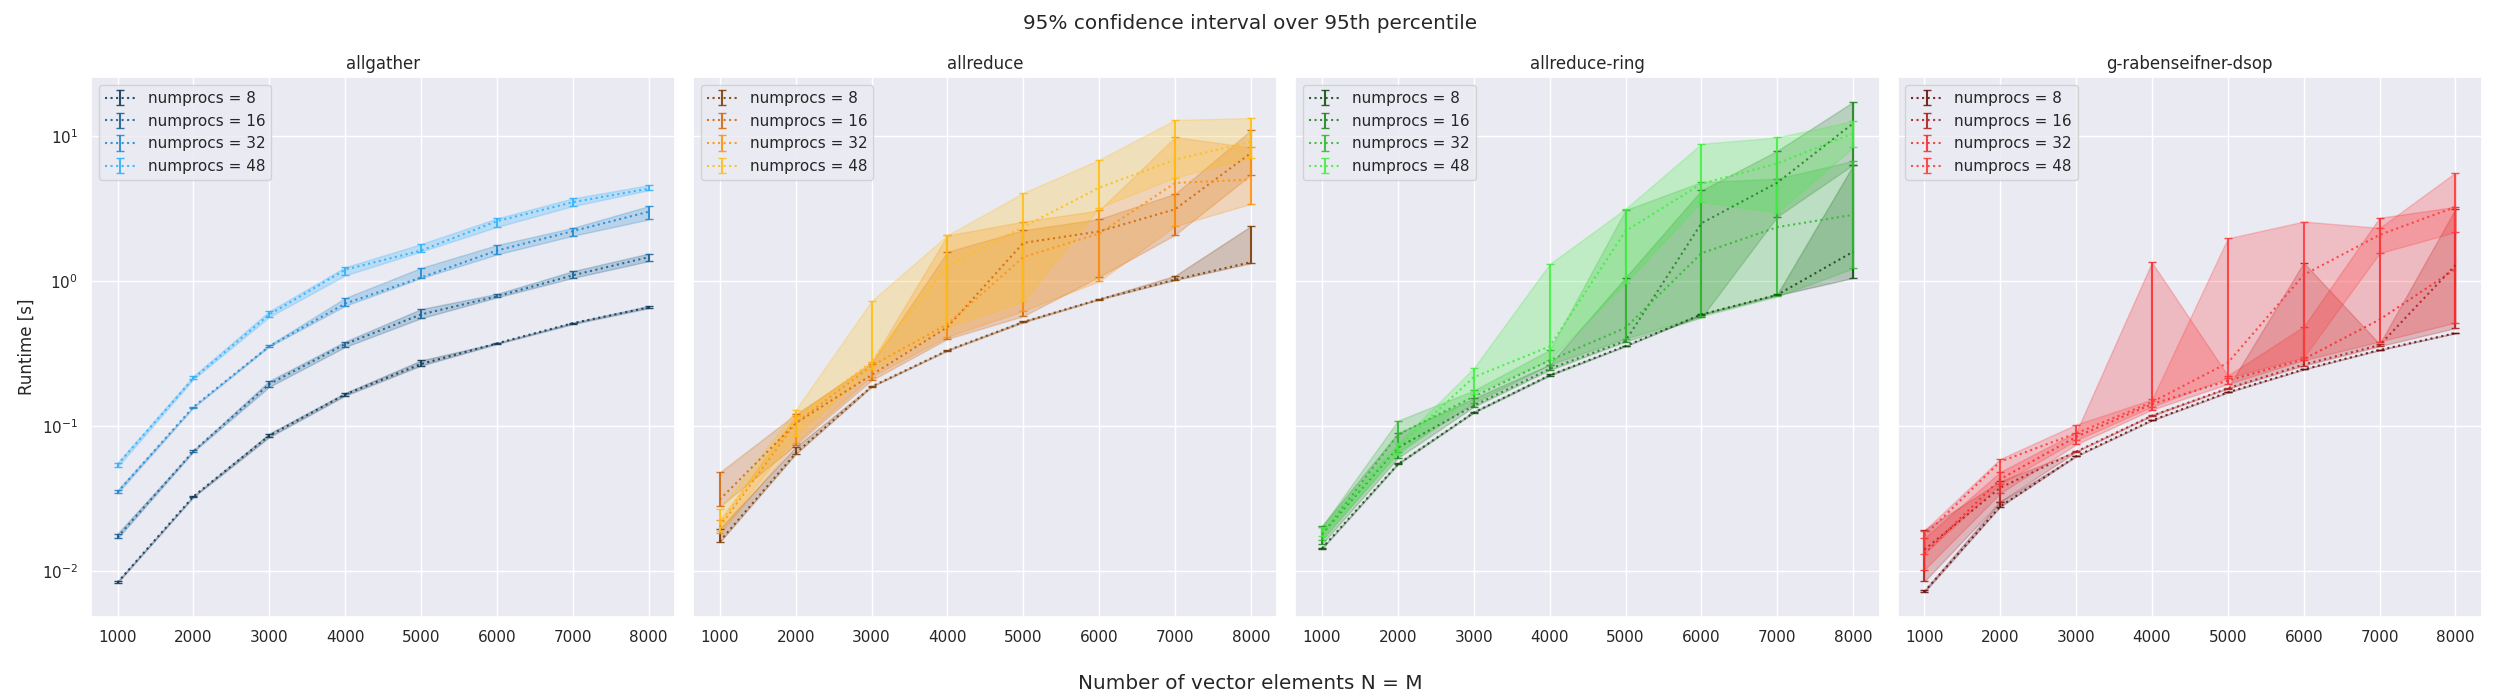 95% confidence interval over 95th percentile
allgather
allreduce
allreduce-ring
g-rabenseifner-dsop
numprocs = 8
numprocs = 16
numprocs = 32
numprocs = 48
numprocs = 8
numprocs = 16
numprocs = 32
numprocs = 48
numprocs = 8
numprocs = 16
numprocs = 32
numprocs = 48
numprocs = 8
numprocs = 16
numprocs = 32
numprocs = 48
Runtime [s]
10¹
10⁰
10⁻¹
10⁻²
1000 2000 3000 4000 5000 6000 7000 8000
1000 2000 3000 4000 5000 6000 7000 8000
1000 2000 3000 4000 5000 6000 7000 8000
1000 2000 3000 4000 5000 6000 7000 8000
Number of vector elements N = M